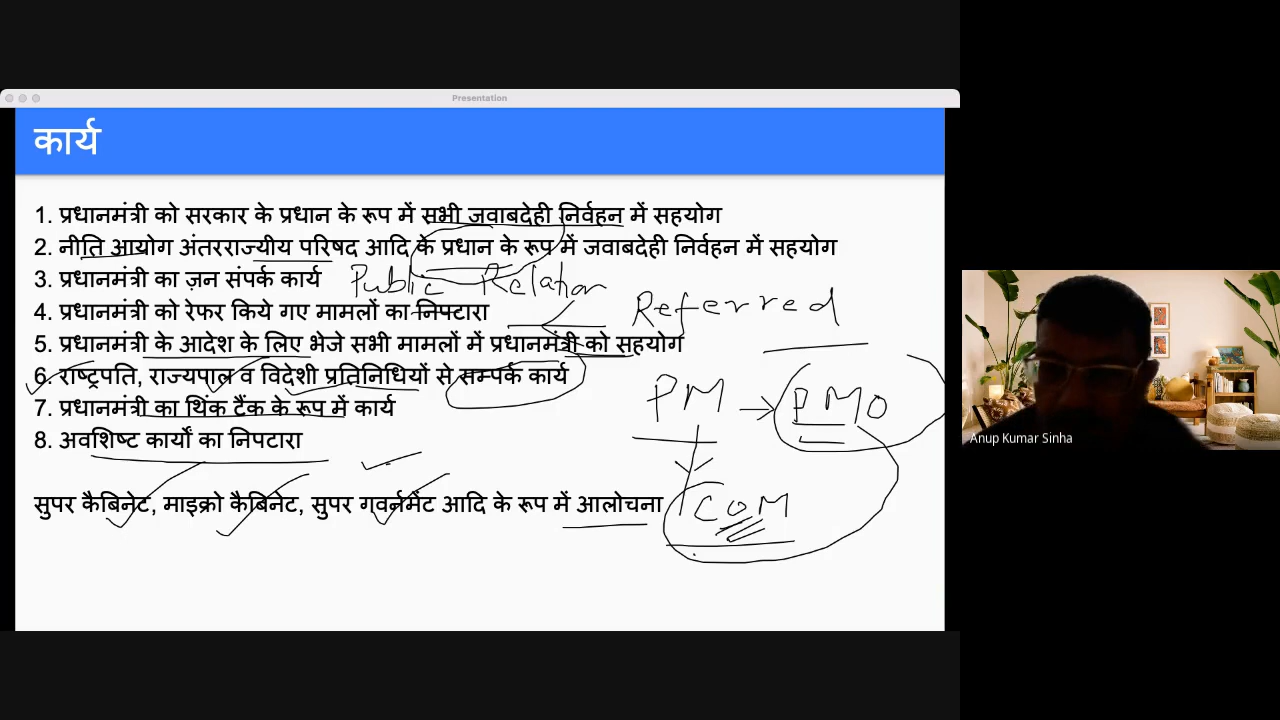 Presentation
कार्य
1. प्रधानमंत्री को सरकार के प्रधान के रूप में सभी जवाबदेही निर्वहन में सहयोग
2. नीति आयोग अंतरराज्यीय परिषद आदि के प्रधान के रूप में जवाबदेही निर्वहन में सहयोग
3. प्रधानमंत्री का ज़न संपर्क कार्य Public Relation
4. प्रधानमंत्री को रेफर किये गए मामलों का निपटारा Referred
5. प्रधानमंत्री के आदेश के लिए भेजे सभी मामलों में प्रधानमंत्री को सहयोग
6. राष्ट्रपति, राज्यपाल व विदेशी प्रतिनिधियों से सम्पर्क कार्य
7. प्रधानमंत्री का थिंक टैंक के रूप में कार्य PM → PMO
8. अवशिष्ट कार्यों का निपटारा
सुपर कैबिनेट, माइक्रो कैबिनेट, सुपर गवर्नमेंट आदि के रूप में आलोचना COM
Anup Kumar Sinha